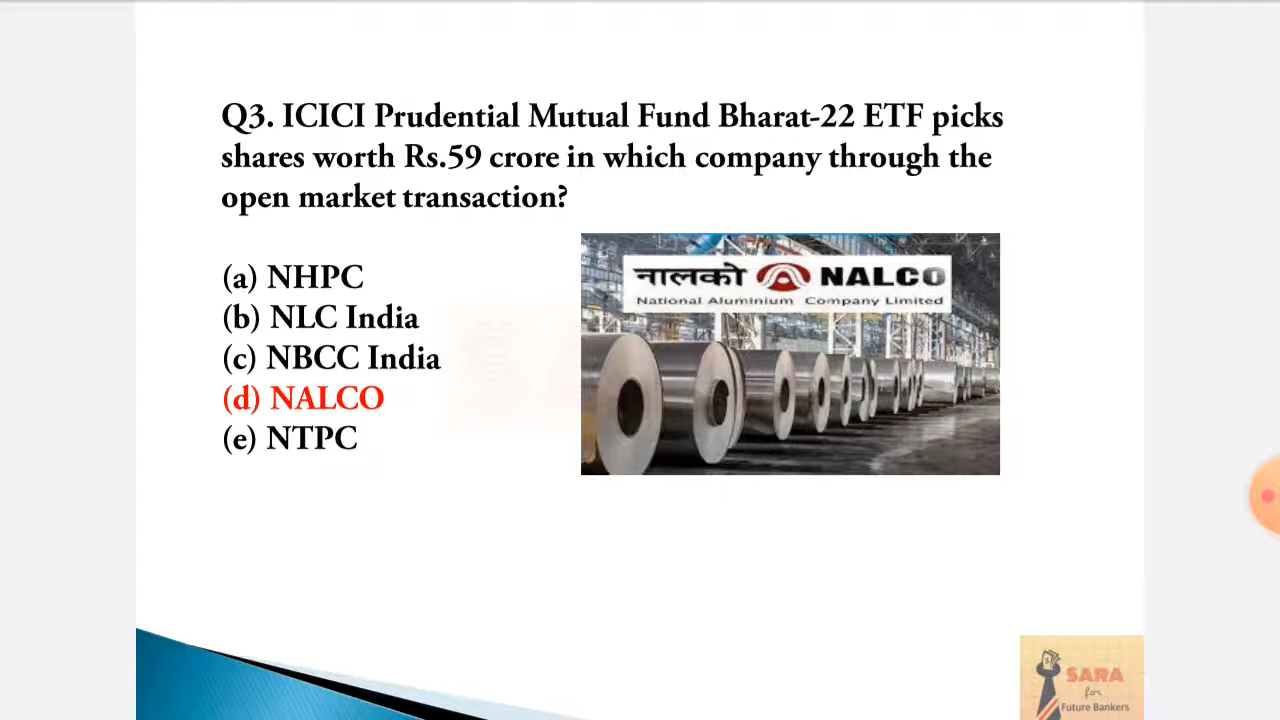 Q3. ICICI Prudential Mutual Fund Bharat-22 ETF picks
shares worth Rs.59 crore in which company through the
open market transaction?
(a) NHPC
(b) NLC India
(c) NBCC India
(d) NALCO
(e) NTPC
नालको NALCO
National Aluminium Company Limited
SARA
for
Future Bankers